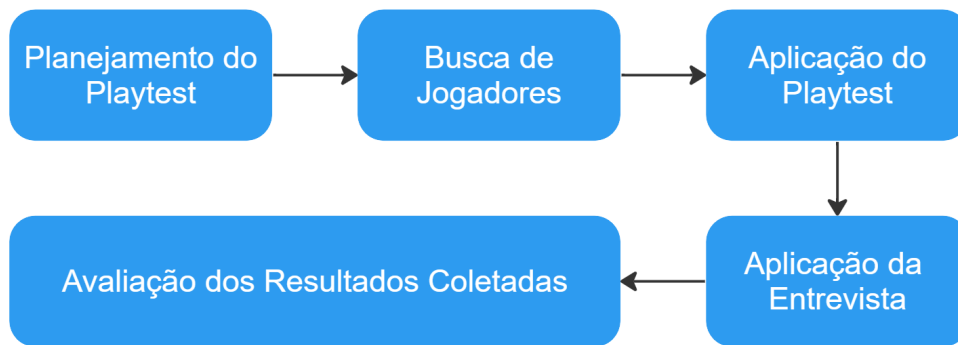 Planejamento do
Playtest
Busca de
Jogadores
Aplicação do
Playtest
Aplicação da
Entrevista
Avaliação dos Resultados Coletadas